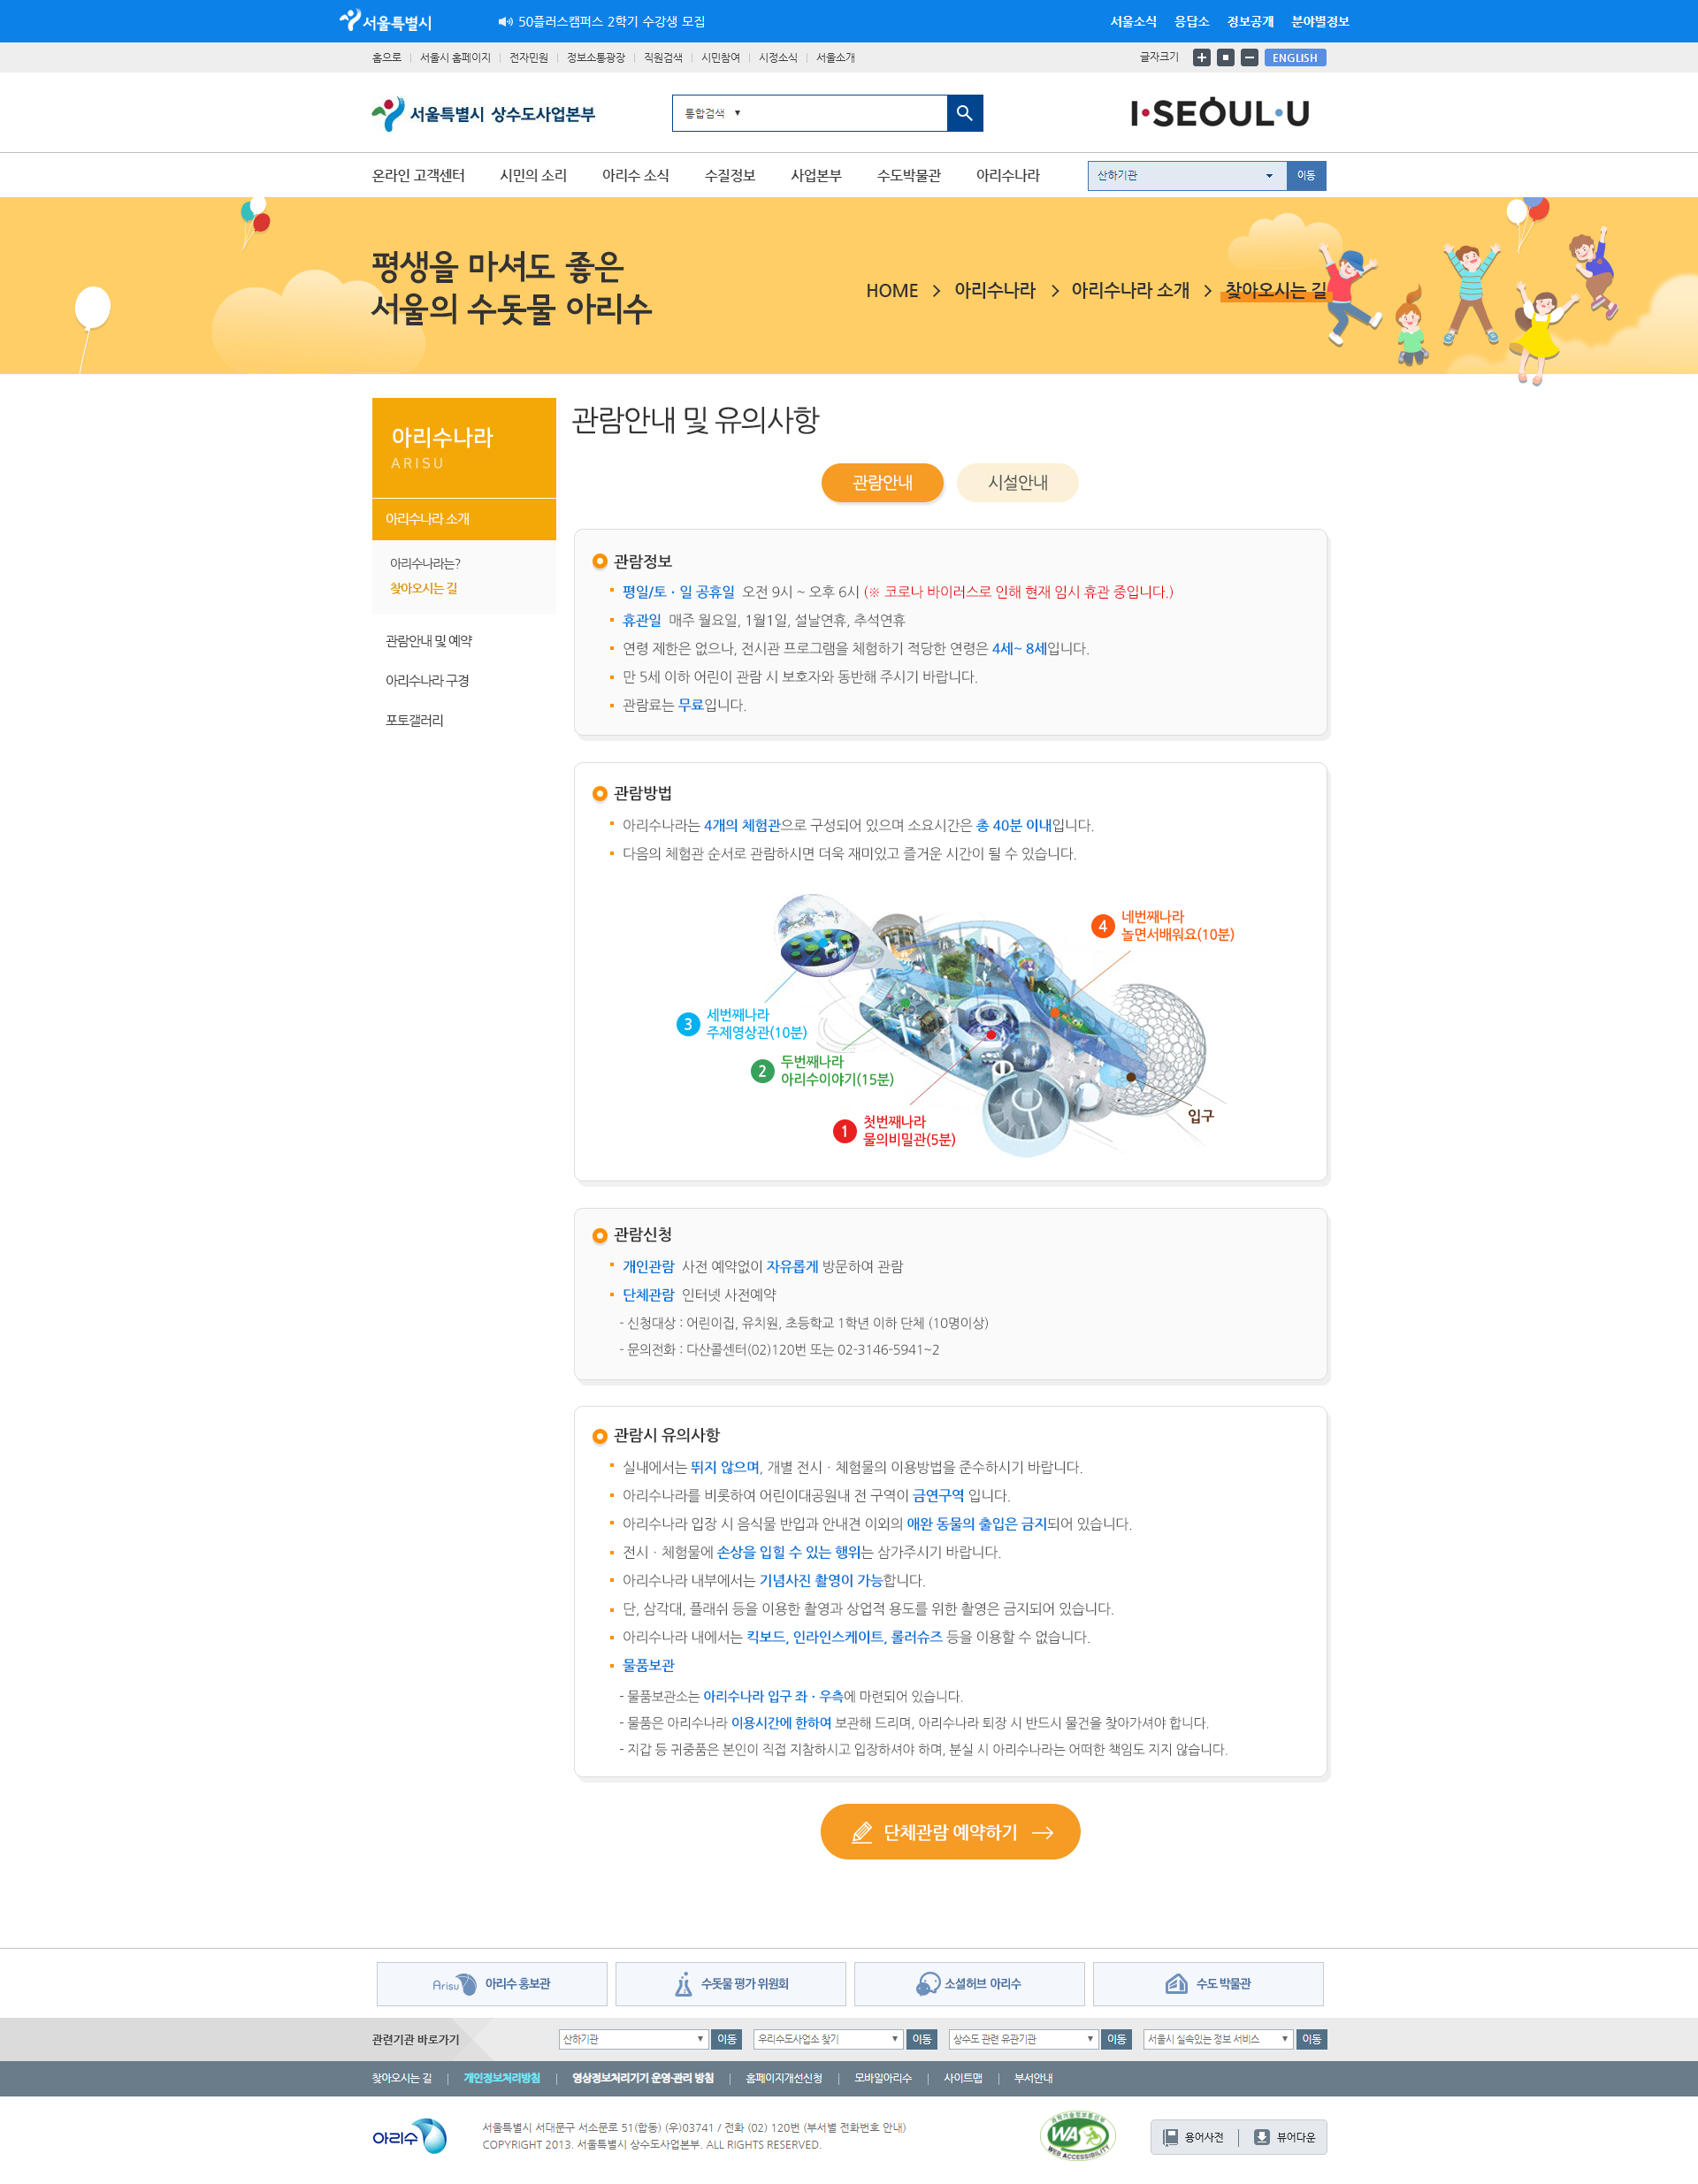 서울특별시
50플러스캠퍼스 2학기 수강생 모집
서울소식 응답소 정보공개 분야별정보
홈으로 서울시 홈페이지 전자민원 정보소통광장 직원검색 시민참여 시정소식 서울소개
글자크기 ENGLISH
서울특별시 상수도사업본부
통합검색
I·SEOUL·U
온라인 고객센터 시민의 소리 아리수 소식 수질정보 사업본부 수도박물관 아리수나라
산하기관 이동
평생을 마셔도 좋은
서울의 수돗물 아리수
HOME 아리수나라 아리수나라 소개 찾아오시는 길
아리수나라
ARISU
아리수나라 소개
아리수나라는?
찾아오시는 길
관람안내 및 예약
아리수나라 구경
포토갤러리
관람안내 및 유의사항
관람안내 시설안내
관람정보
평일/토 · 일 공휴일 오전 9시 ~ 오후 6시 (※ 코로나 바이러스로 인해 현재 임시 휴관 중입니다.)
휴관일 매주 월요일, 1월1일, 설날연휴, 추석연휴
연령 제한은 없으나, 전시관 프로그램을 체험하기 적당한 연령은 4세~ 8세입니다.
만 5세 이하 어린이 관람 시 보호자와 동반해 주시기 바랍니다.
관람료는 무료입니다.
관람방법
아리수나라는 4개의 체험관으로 구성되어 있으며 소요시간은 총 40분 이내입니다.
다음의 체험관 순서로 관람하시면 더욱 재미있고 즐거운 시간이 될 수 있습니다.
4 네번째나라
놀면서배워요(10분)
3 세번째나라
주제영상관(10분)
2 두번째나라
아리수이야기(15분)
1 첫번째나라
물의비밀관(5분)
입구
관람신청
개인관람 사전 예약없이 자유롭게 방문하여 관람
단체관람 인터넷 사전예약
- 신청대상 : 어린이집, 유치원, 초등학교 1학년 이하 단체 (10명이상)
- 문의전화 : 다산콜센터(02)120번 또는 02-3146-5941~2
관람시 유의사항
실내에서는 뛰지 않으며, 개별 전시 · 체험물의 이용방법을 준수하시기 바랍니다.
아리수나라를 비롯하여 어린이대공원내 전 구역이 금연구역 입니다.
아리수나라 입장 시 음식물 반입과 안내견 이외의 애완 동물의 출입은 금지되어 있습니다.
전시 · 체험물에 손상을 입힐 수 있는 행위는 삼가주시기 바랍니다.
아리수나라 내부에서는 기념사진 촬영이 가능합니다.
단, 삼각대, 플래쉬 등을 이용한 촬영과 상업적 용도를 위한 촬영은 금지되어 있습니다.
아리수나라 내에서는 킥보드, 인라인스케이트, 롤러슈즈 등을 이용할 수 없습니다.
물품보관
- 물품보관소는 아리수나라 입구 좌 · 우측에 마련되어 있습니다.
- 물품은 아리수나라 이용시간에 한하여 보관해 드리며, 아리수나라 퇴장 시 반드시 물건을 찾아가셔야 합니다.
- 지갑 등 귀중품은 본인이 직접 지참하시고 입장하셔야 하며, 분실 시 아리수나라는 어떠한 책임도 지지 않습니다.
단체관람 예약하기
Arisu 아리수 홍보관 수돗물 평가 위원회 소셜허브 아리수 수도 박물관
관련기관 바로가기 산하기관 이동 우리수도사업소 찾기 이동 상수도 관련 유관기관 이동 서울시 실속있는 정보 서비스 이동
찾아오시는 길 개인정보처리방침 영상정보처리기기 운영·관리 방침 홈페이지개선신청 모바일아리수 사이트맵 부서안내
아리수
서울특별시 서대문구 서소문로 51(합동) (우)03741 / 전화 (02) 120번 (부서별 전화번호 안내)
COPYRIGHT 2013. 서울특별시 상수도사업본부. ALL RIGHTS RESERVED.
과학기술정보통신부
WA
WEB ACCESSIBILITY
용어사전 뷰어다운